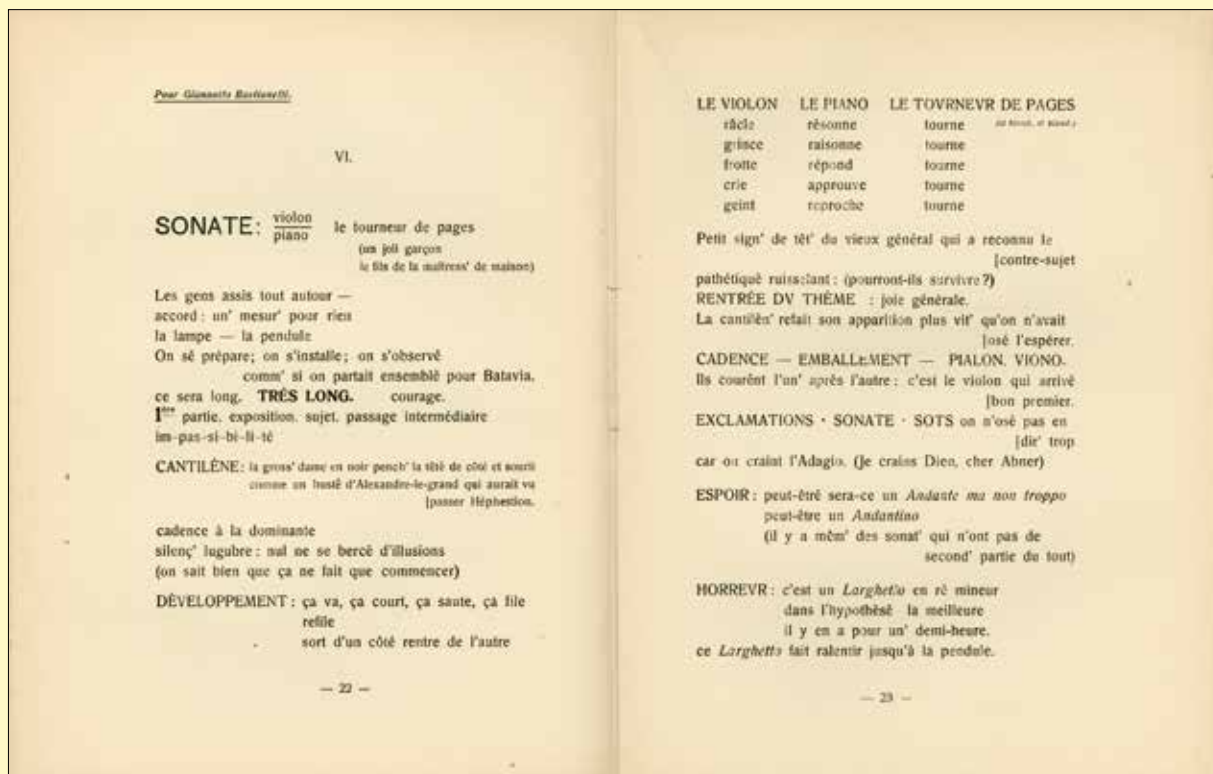 Pour Giannotto Bastianelli.
VI.
SONATE: violon
piano
le tourneur de pages
(un joli garçon
le fils de la maîtress' de maison)
Les gens assis tout autour —
accord : un' mesur' pour rien
la lampe — la pendule
On sê prépare; on s'installe; on s'observê
comm' si on partait ensemblê pour Batavia.
ce sera long. TRÈS LONG. courage.
1ère partie. exposition. sujet. passage intermédiaire
im-pas-si-bi-li-té
CANTILÈNE: la gross' dame en noir pench' la têtê de côté et sourit
comme un bustê d'Alexandre-le-grand qui aurait vu
[passer Héphestion.
cadence à la dominante
silenç' lugubre : nul ne se bercê d'illusions
(on sait bien que ça ne fait que commencer)
DÉVELOPPEMENT : ça va, ça court, ça saute, ça file
refile
sort d'un côté rentre de l'autre
— 22 —
LE VIOLON LE PIANO LE TOVRNEVR DE PAGES
râcle résonne tourne
grince raisonne tourne
frotte répond tourne
crie approuve tourne
geint reproche tourne
Petit sign' de têt' du vieux général qui a reconnu le
[contre-sujet
pathétiquê ruisselant : (pourront-ils survivre ?)
RENTRÉE DV THÈME : joie générale.
La cantilèn' refait son apparition plus vit' qu'on n'avait
[osé l'espérer.
CADENCE — EMBALLEMENT — PIALON. VIONO.
Ils courênt l'un' après l'autre : c'est le violon qui arrivê
[bon premier.
EXCLAMATIONS · SONATE · SOTS on n'osê pas en
[dir' trop
car on craint l'Adagio. (Je crains Dieu, cher Abner)
ESPOIR : peut-êtrê sera-ce un Andante ma non troppo
peut-être un Andantino
(il y a mêm' des sonat' qui n'ont pas de
second' partie du tout)
HORREVR : c'est un Larghetto en ré mineur
dans l'hypothèsê la meilleure
il y en a pour un' demi-heure.
ce Larghetto fait ralentir jusqu'à la pendule.
— 23 —